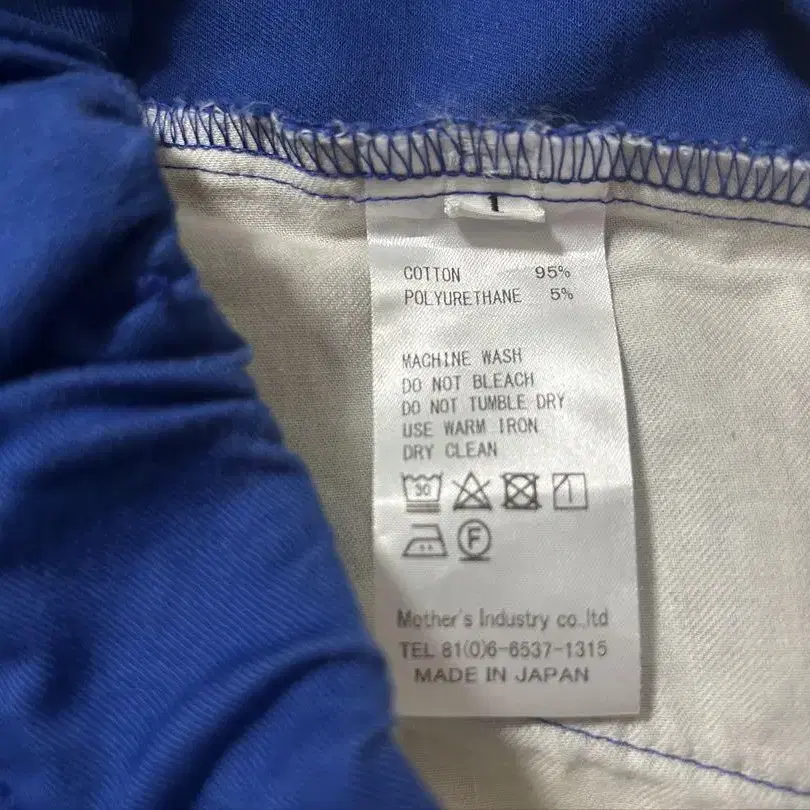 1
COTTON 95%
POLYURETHANE 5%
MACHINE WASH
DO NOT BLEACH
DO NOT TUMBLE DRY
USE WARM IRON
DRY CLEAN
30
F
Mother's Industry co.,ltd
TEL 81(0)6-6537-1315
MADE IN JAPAN